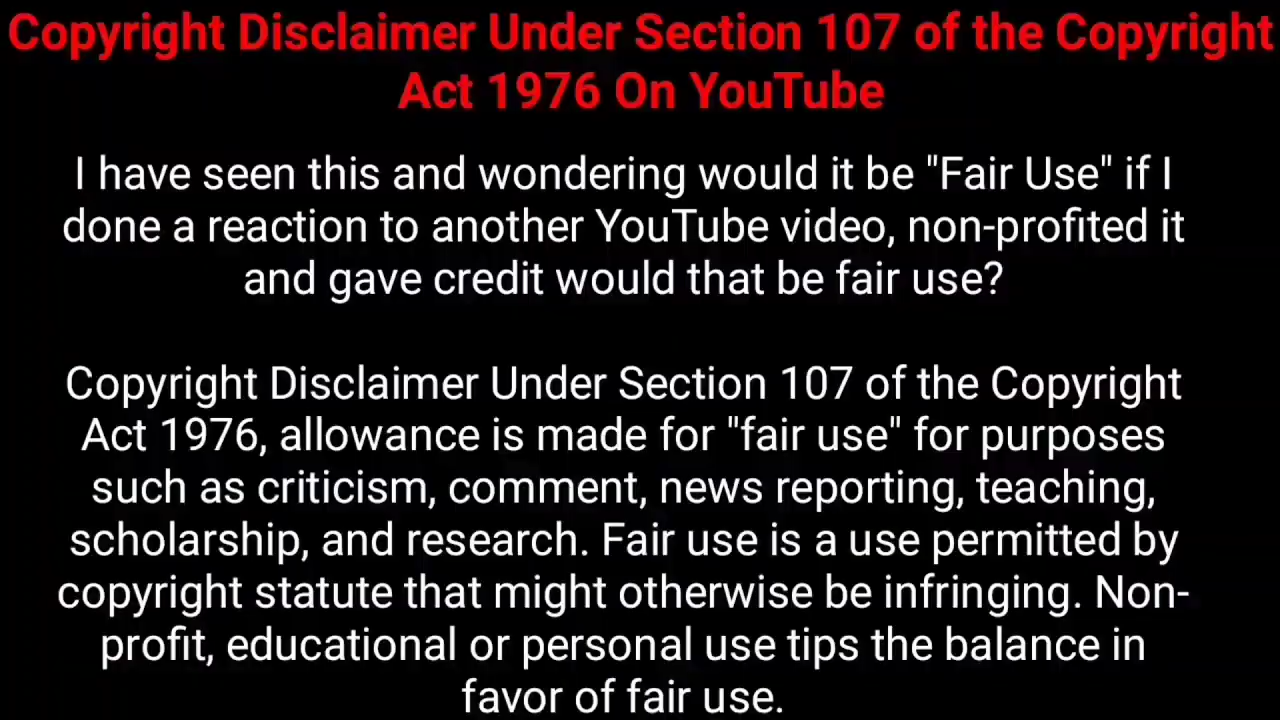 Copyright Disclaimer Under Section 107 of the Copyright
Act 1976 On YouTube
I have seen this and wondering would it be "Fair Use" if I
done a reaction to another YouTube video, non-profited it
and gave credit would that be fair use?
Copyright Disclaimer Under Section 107 of the Copyright
Act 1976, allowance is made for "fair use" for purposes
such as criticism, comment, news reporting, teaching,
scholarship, and research. Fair use is a use permitted by
copyright statute that might otherwise be infringing. Non-
profit, educational or personal use tips the balance in
favor of fair use.